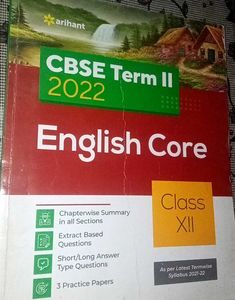 arihant
CBSE Term II
2022
English Core
Class
XII
Chapterwise Summary
in all Sections
Extract Based
Questions
Short/Long Answer
Type Questions
3 Practice Papers
As per Latest Termwise
Syllabus 2021-22